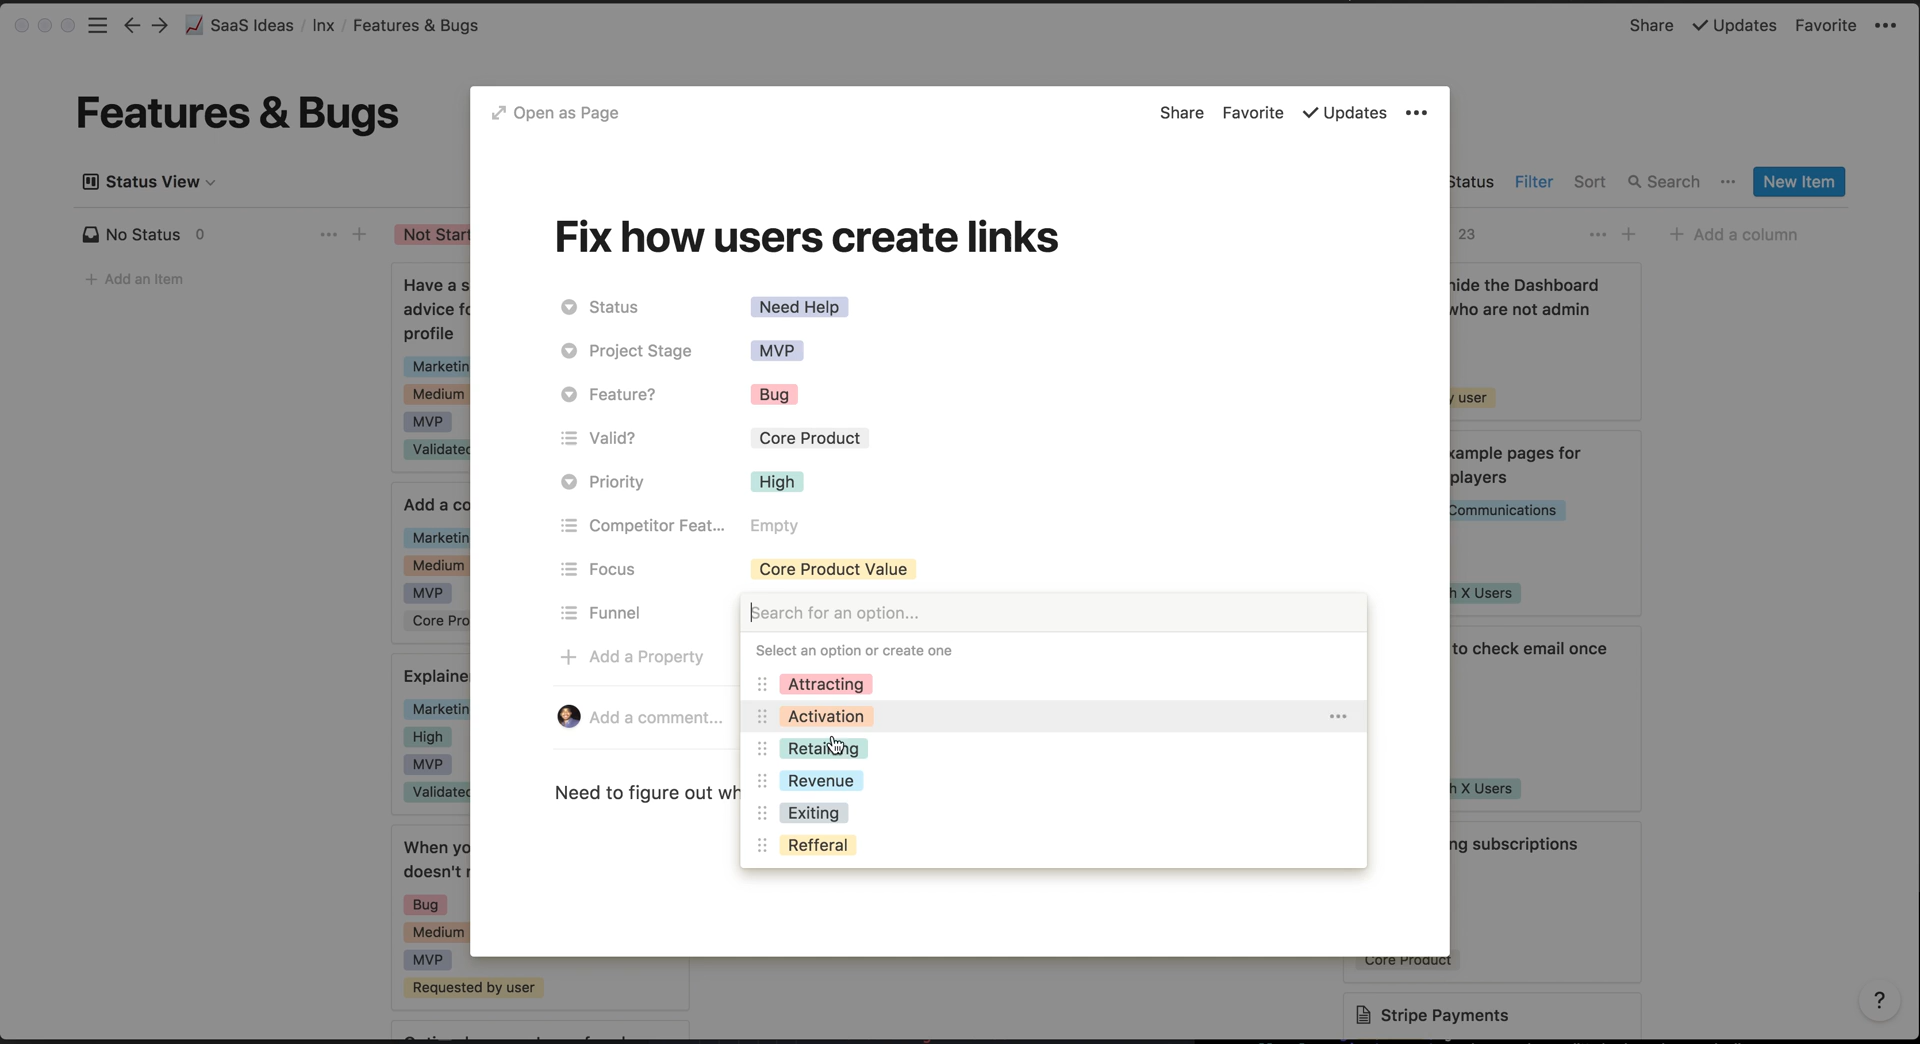 SaaS Ideas / lnx / Features & Bugs
Share Updates Favorite
Features & Bugs
Status View
Status Filter Sort Search New Item
No Status 0
Add an Item
Not Start
Have a s
advice fo
profile
Marketin
Medium
MVP
Validated
Add a co
Marketin
Medium
MVP
Core Pro
Explaine
Marketin
High
MVP
Validated
When yo
doesn't r
Bug
Medium
MVP
Requested by user
Open as Page
Share Favorite Updates
Fix how users create links
Status Need Help
Project Stage MVP
Feature? Bug
Valid? Core Product
Priority High
Competitor Feat... Empty
Focus Core Product Value
Funnel
Search for an option...
Add a Property
Select an option or create one
Attracting
Activation
Retaining
Revenue
Exiting
Refferal
Add a comment...
Need to figure out wh
23
Add a column
hide the Dashboard
who are not admin
y user
xample pages for
players
Communications
h X Users
to check email once
h X Users
ng subscriptions
Core Product
Stripe Payments
?